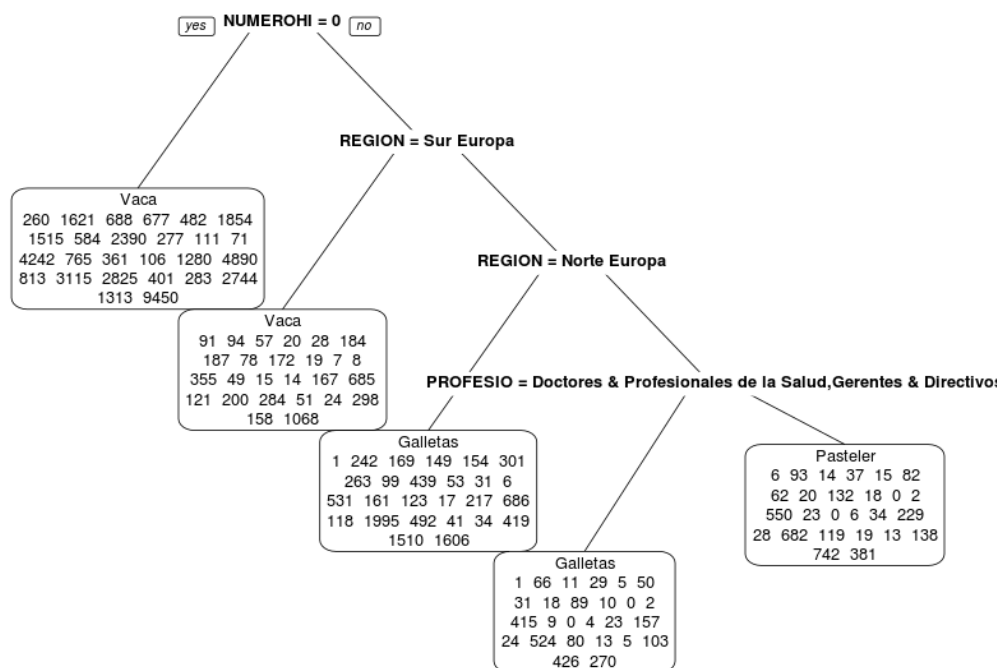 yes NUMEROHI = 0 no
REGION = Sur Europa
Vaca
260 1621 688 677 482 1854
1515 584 2390 277 111 71
4242 765 361 106 1280 4890
813 3115 2825 401 283 2744
1313 9450
REGION = Norte Europa
Vaca
91 94 57 20 28 184
187 78 172 19 7 8
355 49 15 14 167 685
121 200 284 51 24 298
158 1068
PROFESIO = Doctores & Profesionales de la Salud,Gerentes & Directivos
Galletas
1 242 169 149 154 301
263 99 439 53 31 6
531 161 123 17 217 686
118 1995 492 41 34 419
1510 1606
Pasteler
6 93 14 37 15 82
62 20 132 18 0 2
550 23 0 6 34 229
28 682 119 19 13 138
742 381
Galletas
1 66 11 29 5 50
31 18 89 10 0 2
415 9 0 4 23 157
24 524 80 13 5 103
426 270